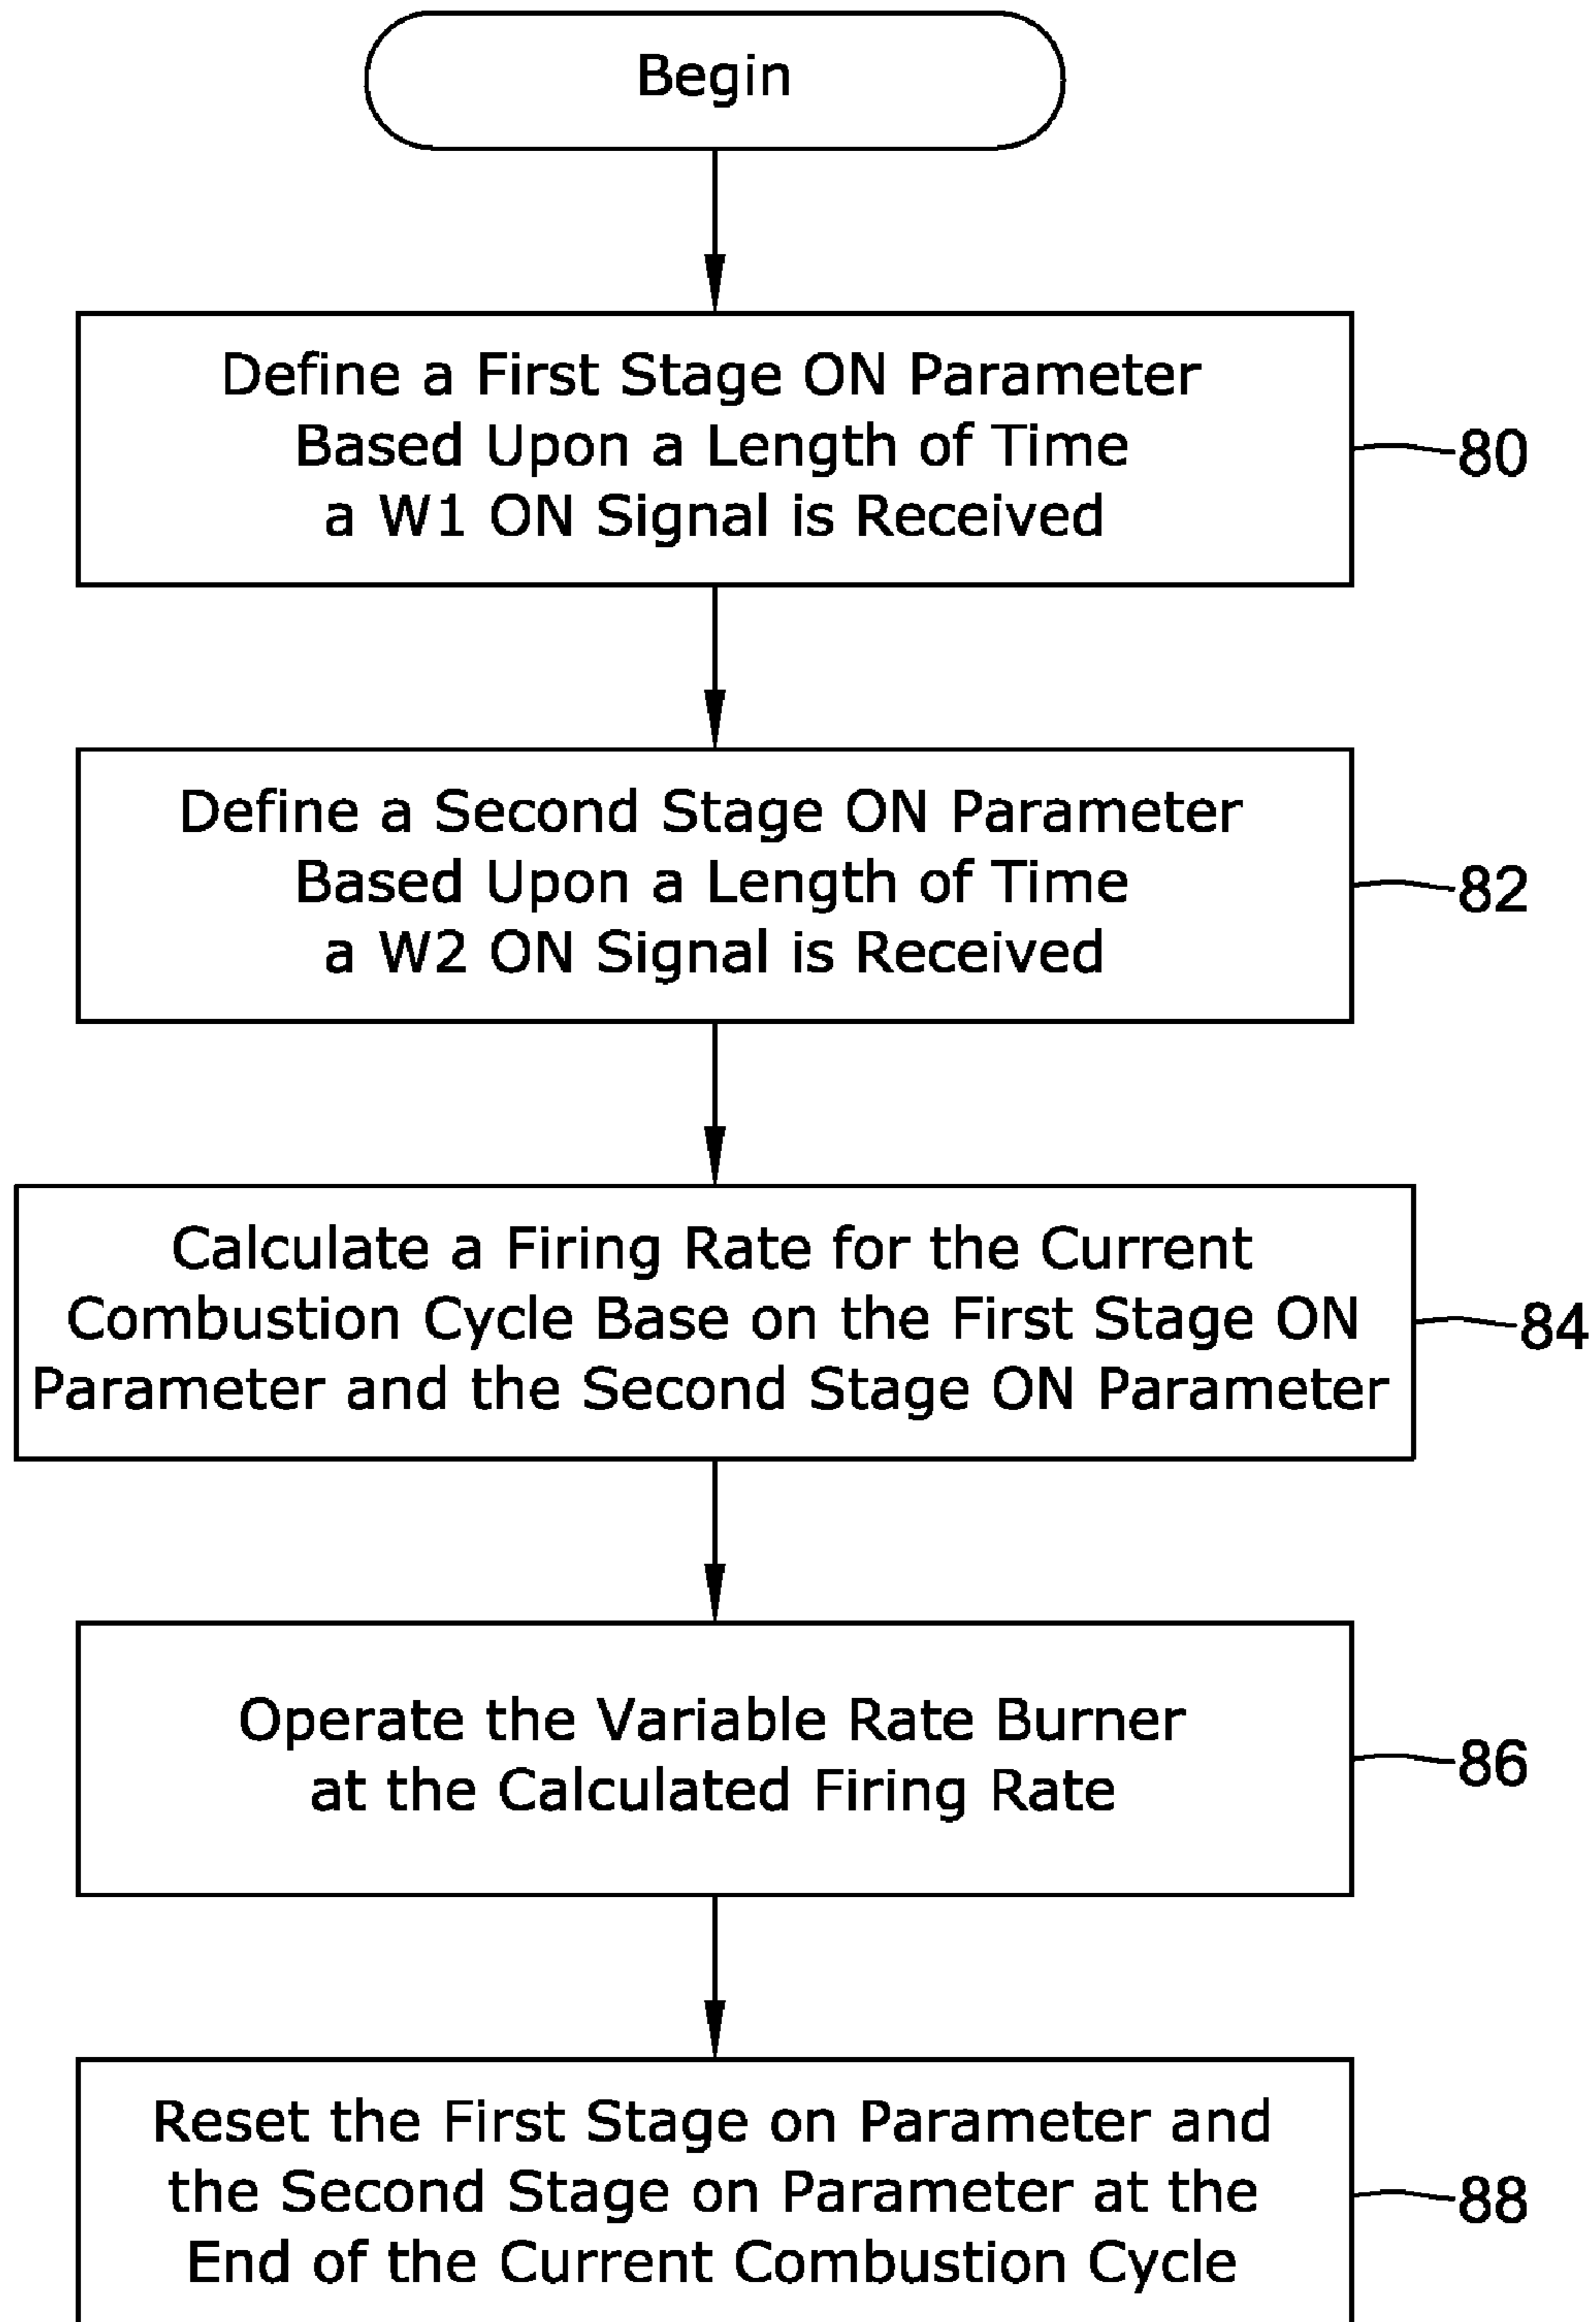 Begin
Define a First Stage ON Parameter
Based Upon a Length of Time
a W1 ON Signal is Received
80
Define a Second Stage ON Parameter
Based Upon a Length of Time
a W2 ON Signal is Received
82
Calculate a Firing Rate for the Current
Combustion Cycle Base on the First Stage ON
Parameter and the Second Stage ON Parameter
84
Operate the Variable Rate Burner
at the Calculated Firing Rate
86
Reset the First Stage on Parameter and
the Second Stage on Parameter at the
End of the Current Combustion Cycle
88